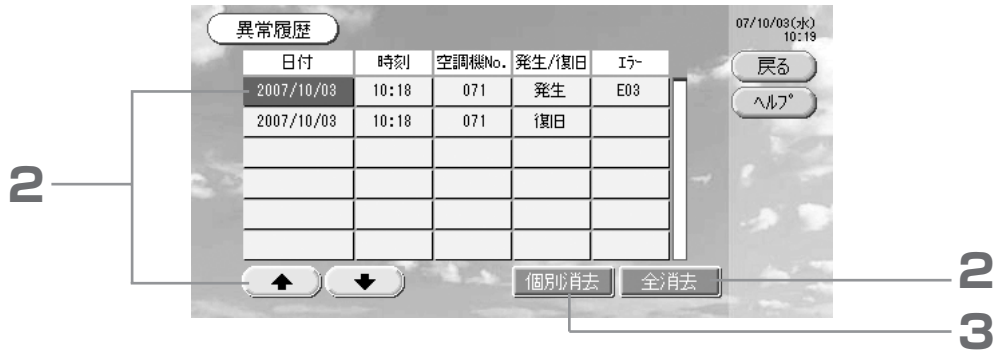 異常履歴
07/10/03(水)
10:19
戻る
ヘルプ
日付 時刻 空調機No. 発生/復旧 エラー
2007/10/03 10:18 071 発生 E03
2007/10/03 10:18 071 復旧
個別消去 全消去
2
2
3